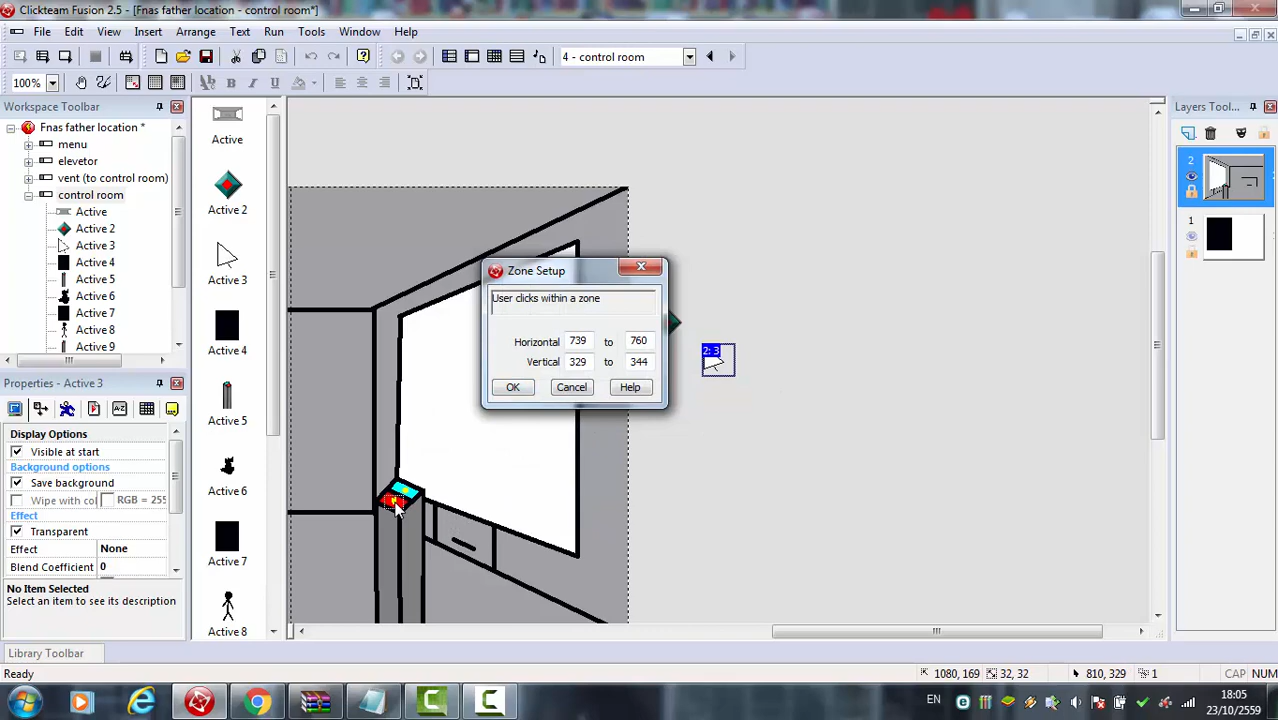 Clickteam Fusion 2.5 - [Fnas father location - control room*]
File Edit View Insert Arrange Text Run Tools Window Help
4 - control room
100%
B I U
Workspace Toolbar
Fnas father location *
menu
elevetor
vent (to control room)
control room
Active
Active 2
Active 3
Active 4
Active 5
Active 6
Active 7
Active 8
Active 9
Properties - Active 3
Display Options
Visible at start
Background options
Save background
Wipe with col RGB = 255
Effect
Transparent
Effect None
Blend Coefficient 0
No Item Selected
Select an item to see its description
Library Toolbar
Ready
Active
Active 2
Active 3
Active 4
Active 5
Active 6
Active 7
Active 8
Zone Setup
User clicks within a zone
Horizontal 739 to 760
Vertical 329 to 344
OK Cancel Help
2: 3
Layers Tool...
2
1
1080, 169 32, 32 810, 329 1 CAP NUM
EN
18:05
23/10/2559